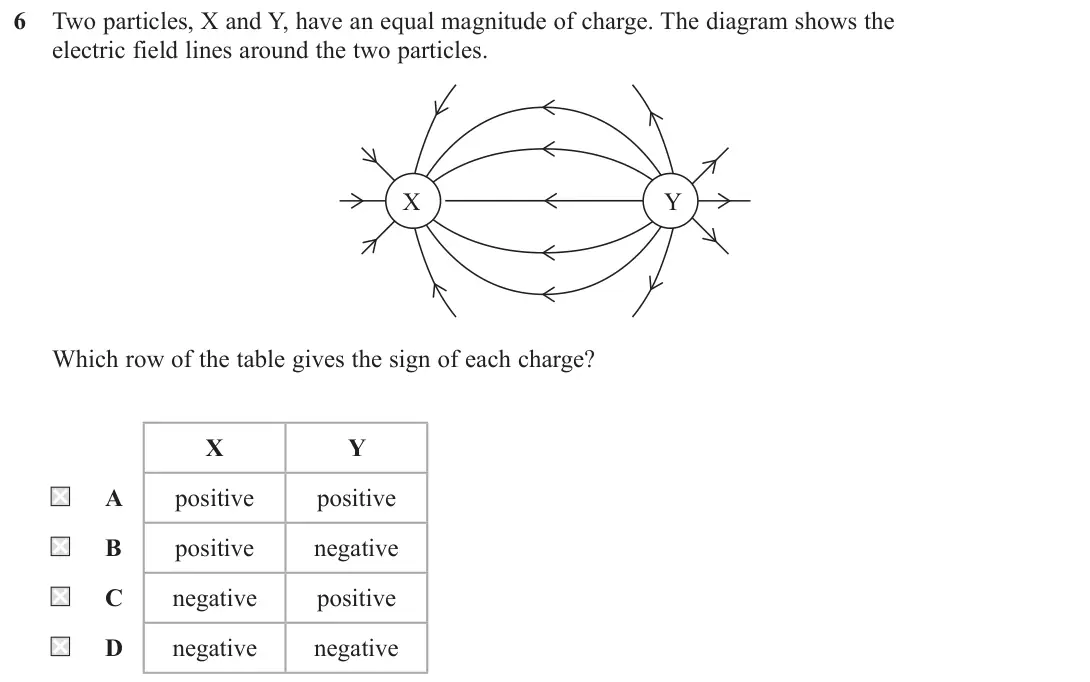 6 Two particles, X and Y, have an equal magnitude of charge. The diagram shows the
electric field lines around the two particles.
X Y
Which row of the table gives the sign of each charge?
X Y
A positive positive
B positive negative
C negative positive
D negative negative